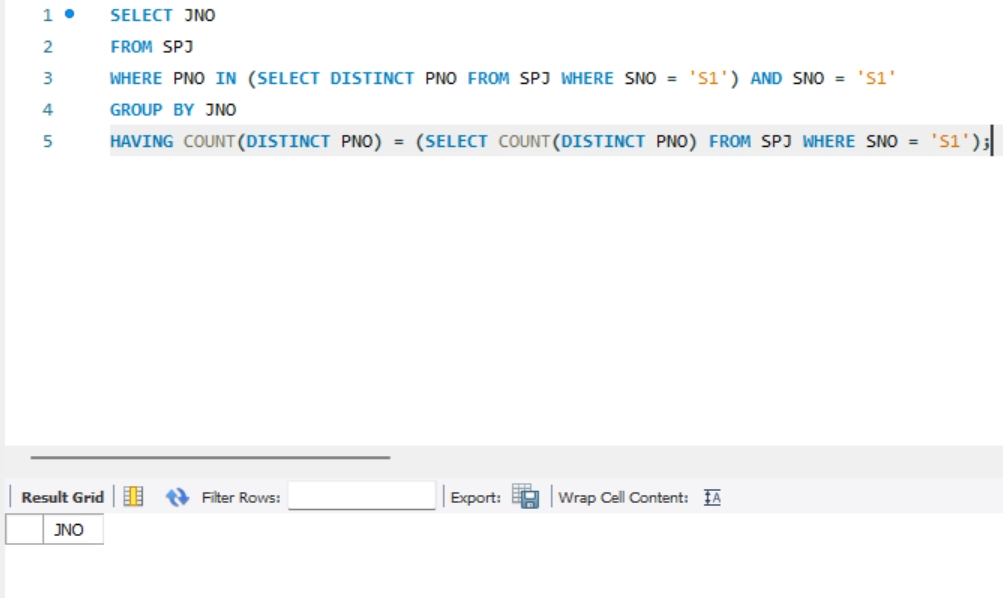 1 SELECT JNO
2 FROM SPJ
3 WHERE PNO IN (SELECT DISTINCT PNO FROM SPJ WHERE SNO = 'S1') AND SNO = 'S1'
4 GROUP BY JNO
5 HAVING COUNT(DISTINCT PNO) = (SELECT COUNT(DISTINCT PNO) FROM SPJ WHERE SNO = 'S1');
Result Grid Filter Rows: Export: Wrap Cell Content: IA
JNO